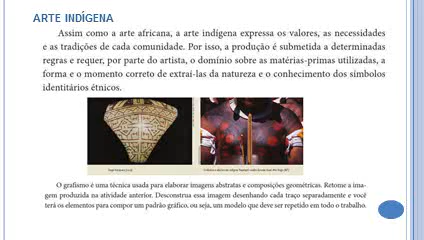 ARTE INDÍGENA
Assim como a arte africana, a arte indígena expressa os valores, as necessidades
e as tradições de cada comunidade. Por isso, a produção é submetida a determinadas
regras e requer, por parte do artista, o domínio sobre as matérias-primas utilizadas, a
forma e o momento correto de extraí-las da natureza e o conhecimento dos símbolos
identitários étnicos.
O grafismo é uma técnica usada para elaborar imagens abstratas e composições geométricas. Retome a ima-
gem produzida na atividade anterior. Desconstrua essa imagem desenhando cada traço separadamente e você
terá os elementos para compor um padrão gráfico, ou seja, um modelo que deve ser repetido em todo o trabalho.